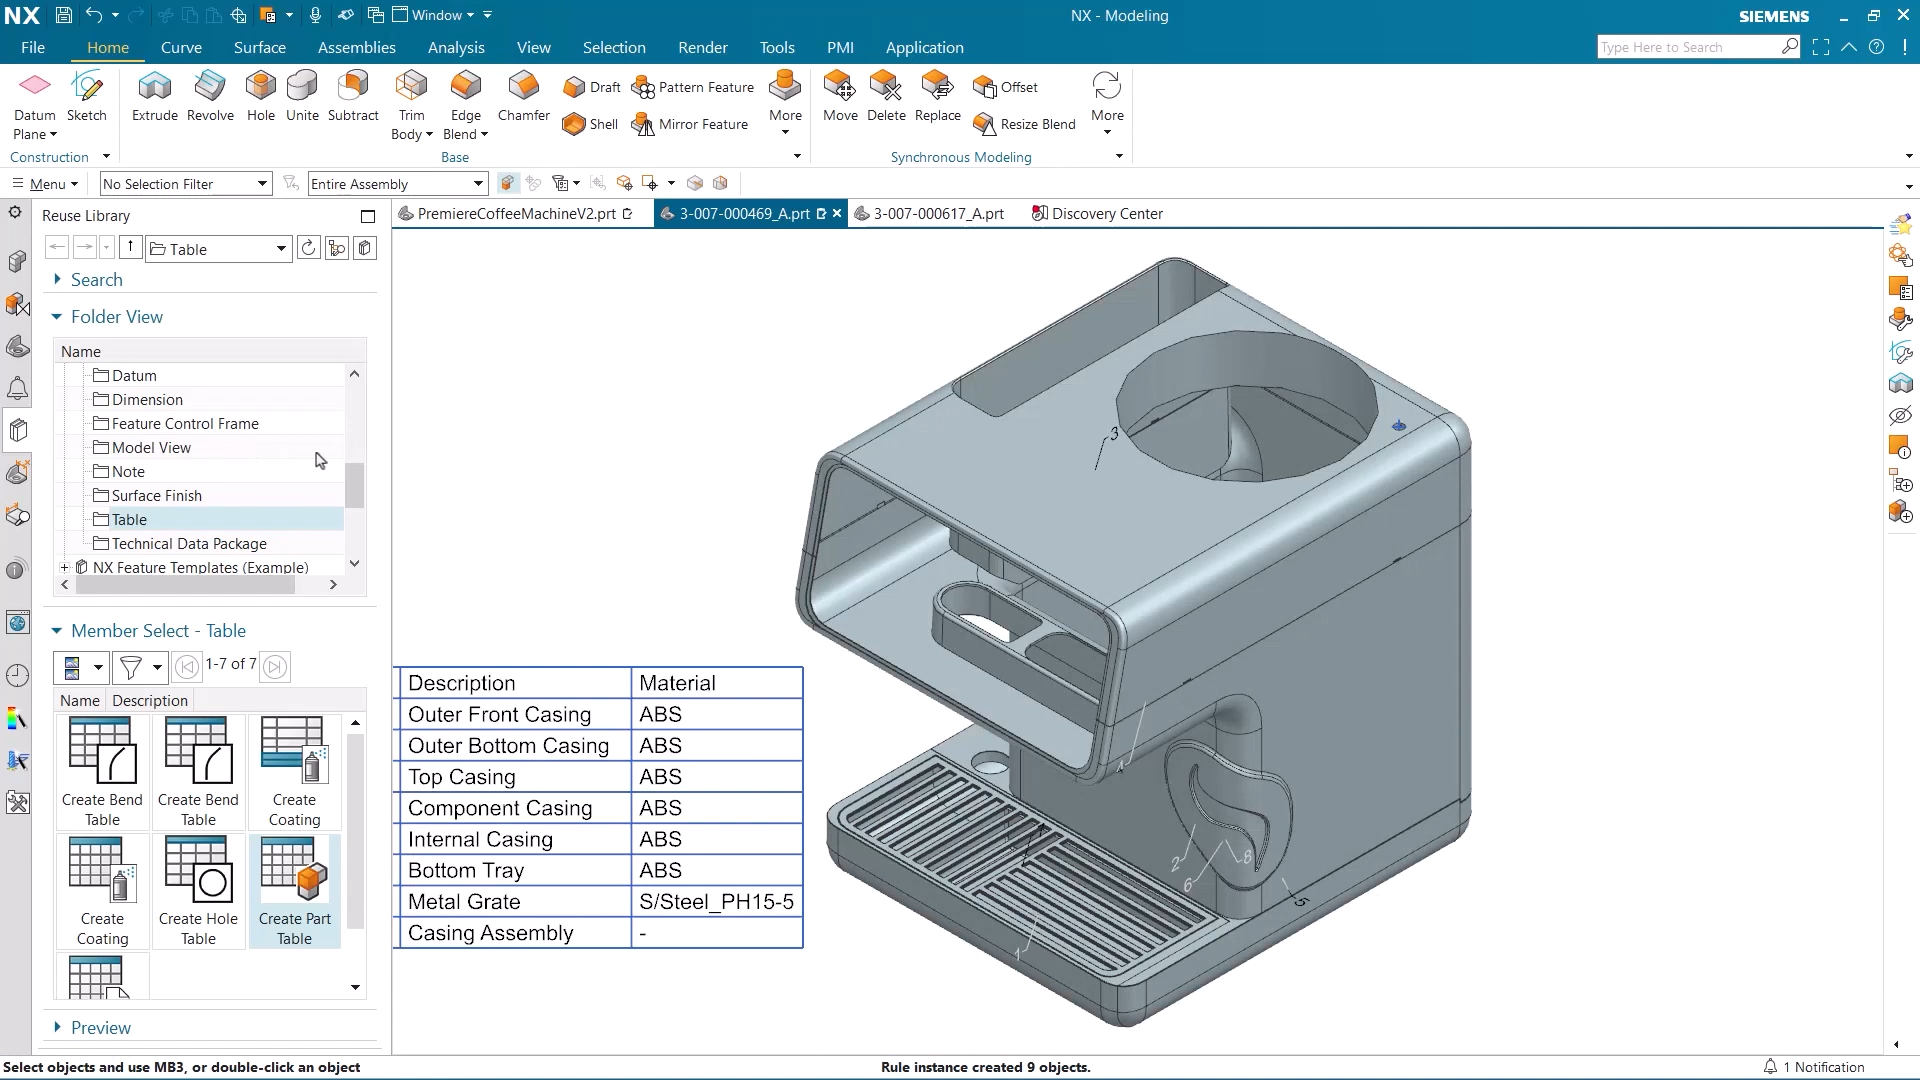 NX
Window
NX - Modeling
SIEMENS
File
Home
Curve
Surface
Assemblies
Analysis
View
Selection
Render
Tools
PMI
Application
Type Here to Search
Datum
Plane
Sketch
Extrude
Revolve
Hole
Unite
Subtract
Trim
Body
Edge
Blend
Chamfer
Draft
Shell
Pattern Feature
Mirror Feature
More
Move
Delete
Replace
Offset
Resize Blend
More
Construction
Base
Synchronous Modeling
Menu
No Selection Filter
Entire Assembly
Reuse Library
PremiereCoffeeMachineV2.prt
3-007-000469_A.prt
3-007-000617_A.prt
Discovery Center
Table
Search
Folder View
Name
Datum
Dimension
Feature Control Frame
Model View
Note
Surface Finish
Table
Technical Data Package
NX Feature Templates (Example)
Member Select - Table
1-7 of 7
Name Description
Create Bend
Table
Create Bend
Table
Create
Coating
Create
Coating
Create Hole
Table
Create Part
Table
Preview
Description Material
Outer Front Casing ABS
Outer Bottom Casing ABS
Top Casing ABS
Component Casing ABS
Internal Casing ABS
Bottom Tray ABS
Metal Grate S/Steel_PH15-5
Casing Assembly -
3
4
2
8
6
5
1
Select objects and use MB3, or double-click an object
Rule instance created 9 objects.
1 Notification